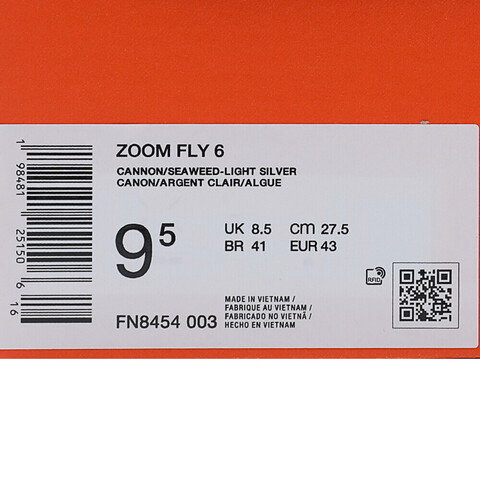 ZOOM FLY 6
CANNON/SEAWEED-LIGHT SILVER
CANON/ARGENT CLAIR/ALGUE
9⁵
UK 8.5 cm 27.5
BR 41 EUR 43
RFID
MADE IN VIETNAM /
FABRIQUE AU VIETNAM /
FABRICADO NO VIETNÃ /
HECHO EN VIETNAM
FN8454 003
1 98481 25150 6 16